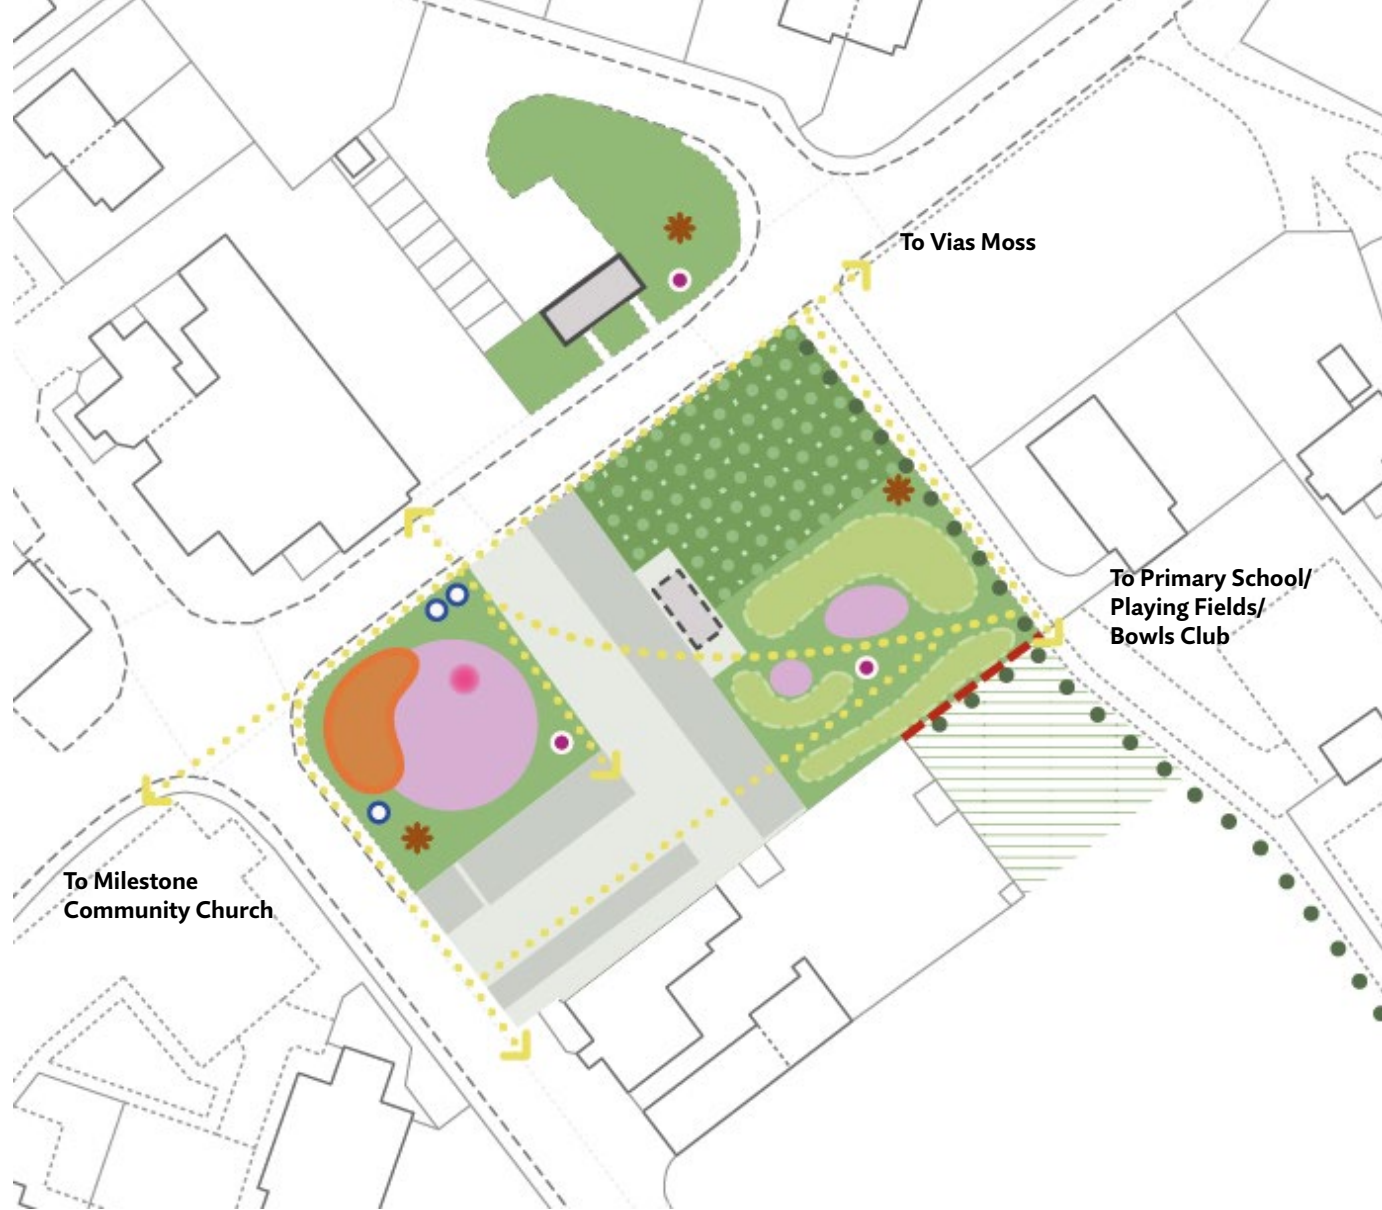 To Vias Moss
To Primary School/
Playing Fields/
Bowls Club
To Milestone
Community Church